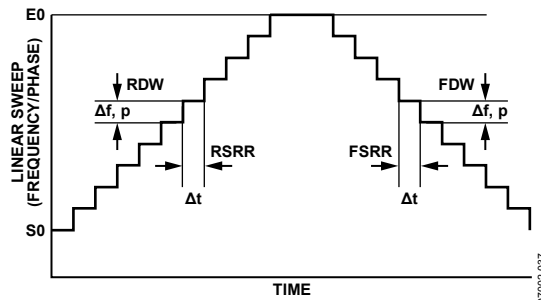 E0
RDW
FDW
Δf, p
Δf, p
RSRR
FSRR
Δt
Δt
S0
LINEAR SWEEP
(FREQUENCY/PHASE)
TIME